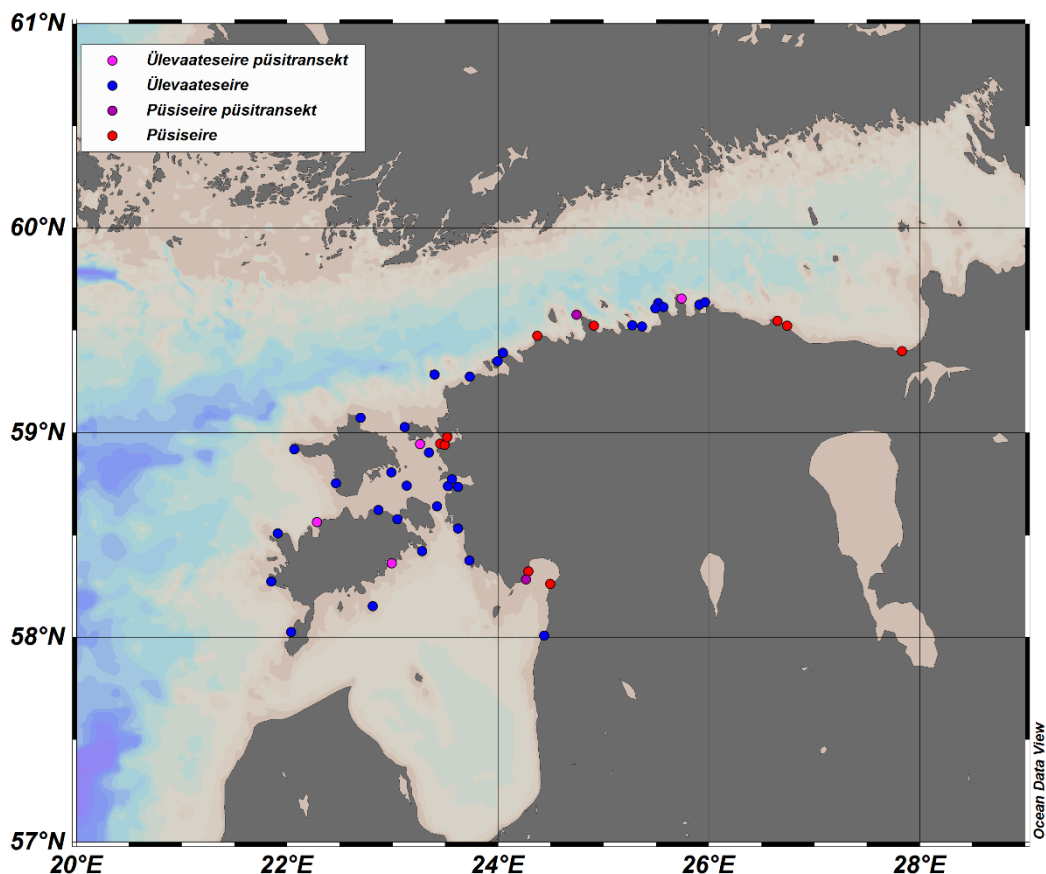 61°N
Ülevaateseire püsitransekt
Ülevaateseire
Püsiseire püsitransekt
Püsiseire
60°N
59°N
58°N
57°N
20°E 22°E 24°E 26°E 28°E
Ocean Data View